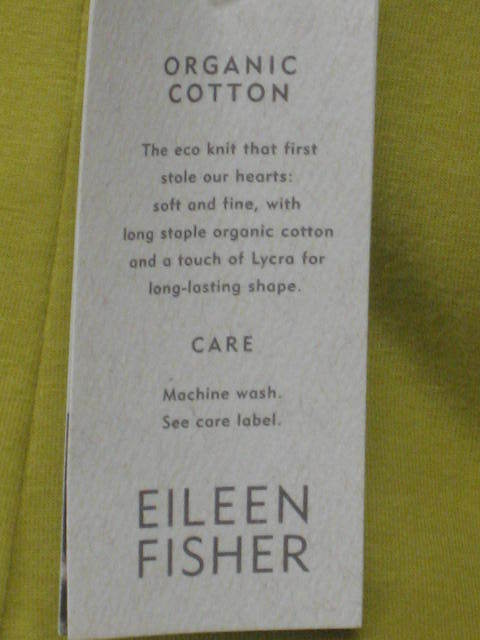 ORGANIC
COTTON
The eco knit that first
stole our hearts:
soft and fine, with
long staple organic cotton
and a touch of Lycra for
long-lasting shape.
CARE
Machine wash.
See care label.
EILEEN
FISHER